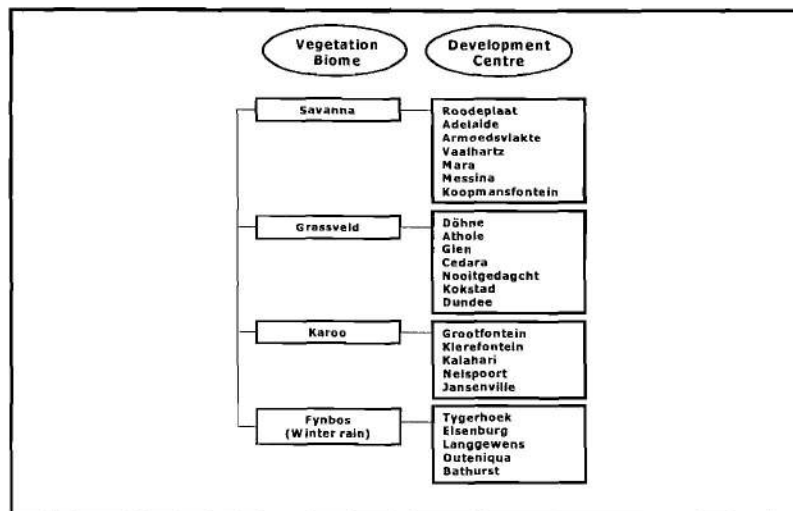 Vegetation
Biome
Development
Centre
Savanna
Roodeplaat
Adelaide
Armoedsvlakte
Vaalhartz
Mara
Messina
Koopmansfontein
Grassveld
Döhne
Athole
Glen
Cedara
Nooitgedagcht
Kokstad
Dundee
Karoo
Grootfontein
Klerefontein
Kalahari
Nelspoort
Jansenville
Fynbos
(Winter rain)
Tygerhoek
Elsenburg
Langgewens
Outeniqua
Bathurst